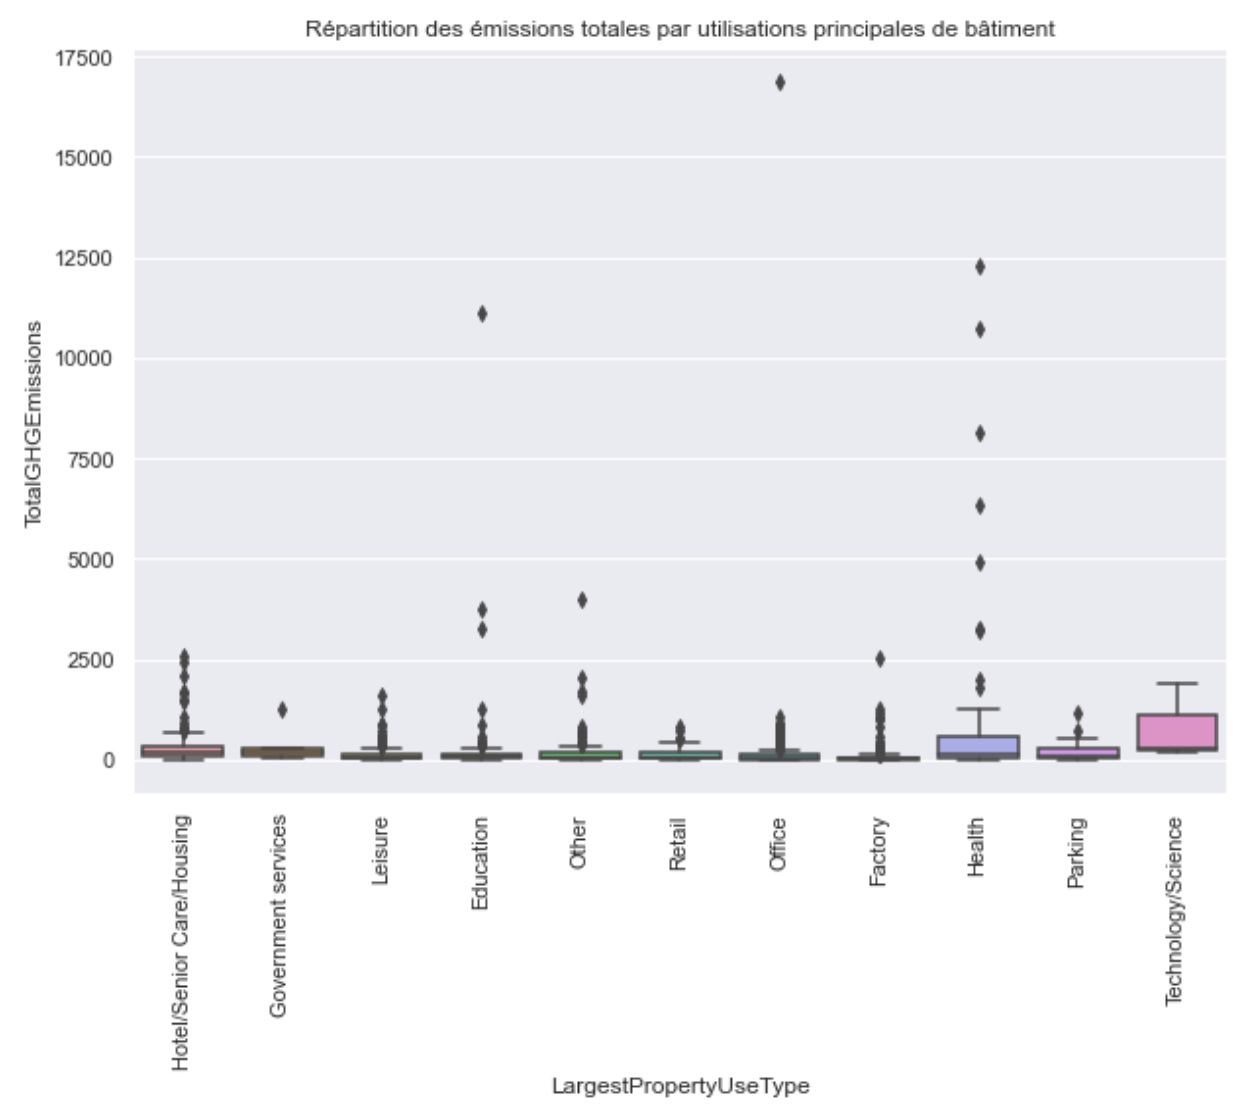 Répartition des émissions totales par utilisations principales de bâtiment
17500
15000
12500
10000
7500
5000
2500
0
TotalGHGEmissions
Hotel/Senior Care/Housing
Government services
Leisure
Education
Other
Retail
Office
Factory
Health
Parking
Technology/Science
LargestPropertyUseType